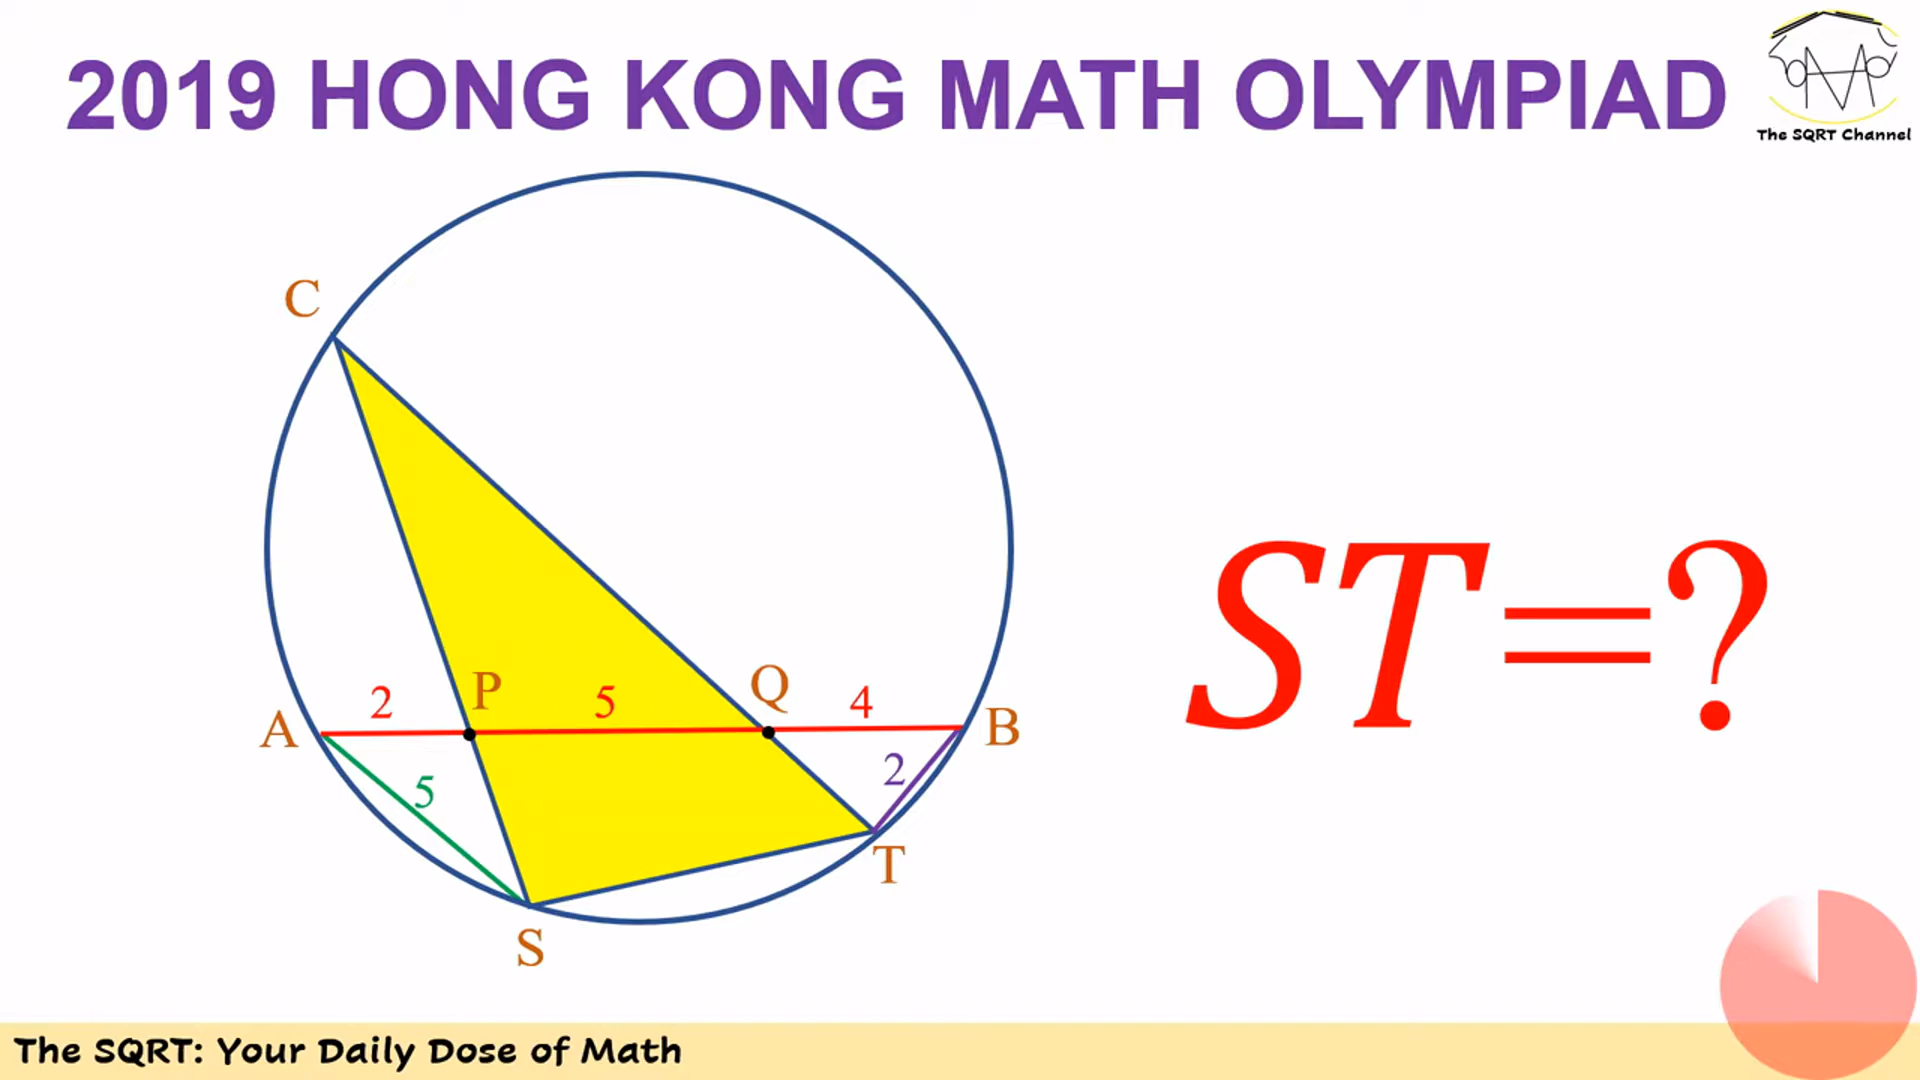 2019 HONG KONG MATH OLYMPIAD
The SQRT Channel
C
A
2
P
5
Q
4
B
5
2
S
T
ST=?
The SQRT: Your Daily Dose of Math